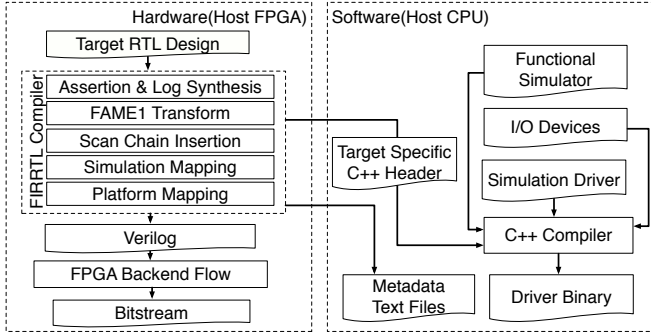 Hardware(Host FPGA)
Target RTL Design
FIRRTL Compiler
Assertion & Log Synthesis
FAME1 Transform
Scan Chain Insertion
Simulation Mapping
Platform Mapping
Verilog
FPGA Backend Flow
Bitstream
Software(Host CPU)
Functional
Simulator
I/O Devices
Target Specific
C++ Header
Simulation Driver
C++ Compiler
Metadata
Text Files
Driver Binary